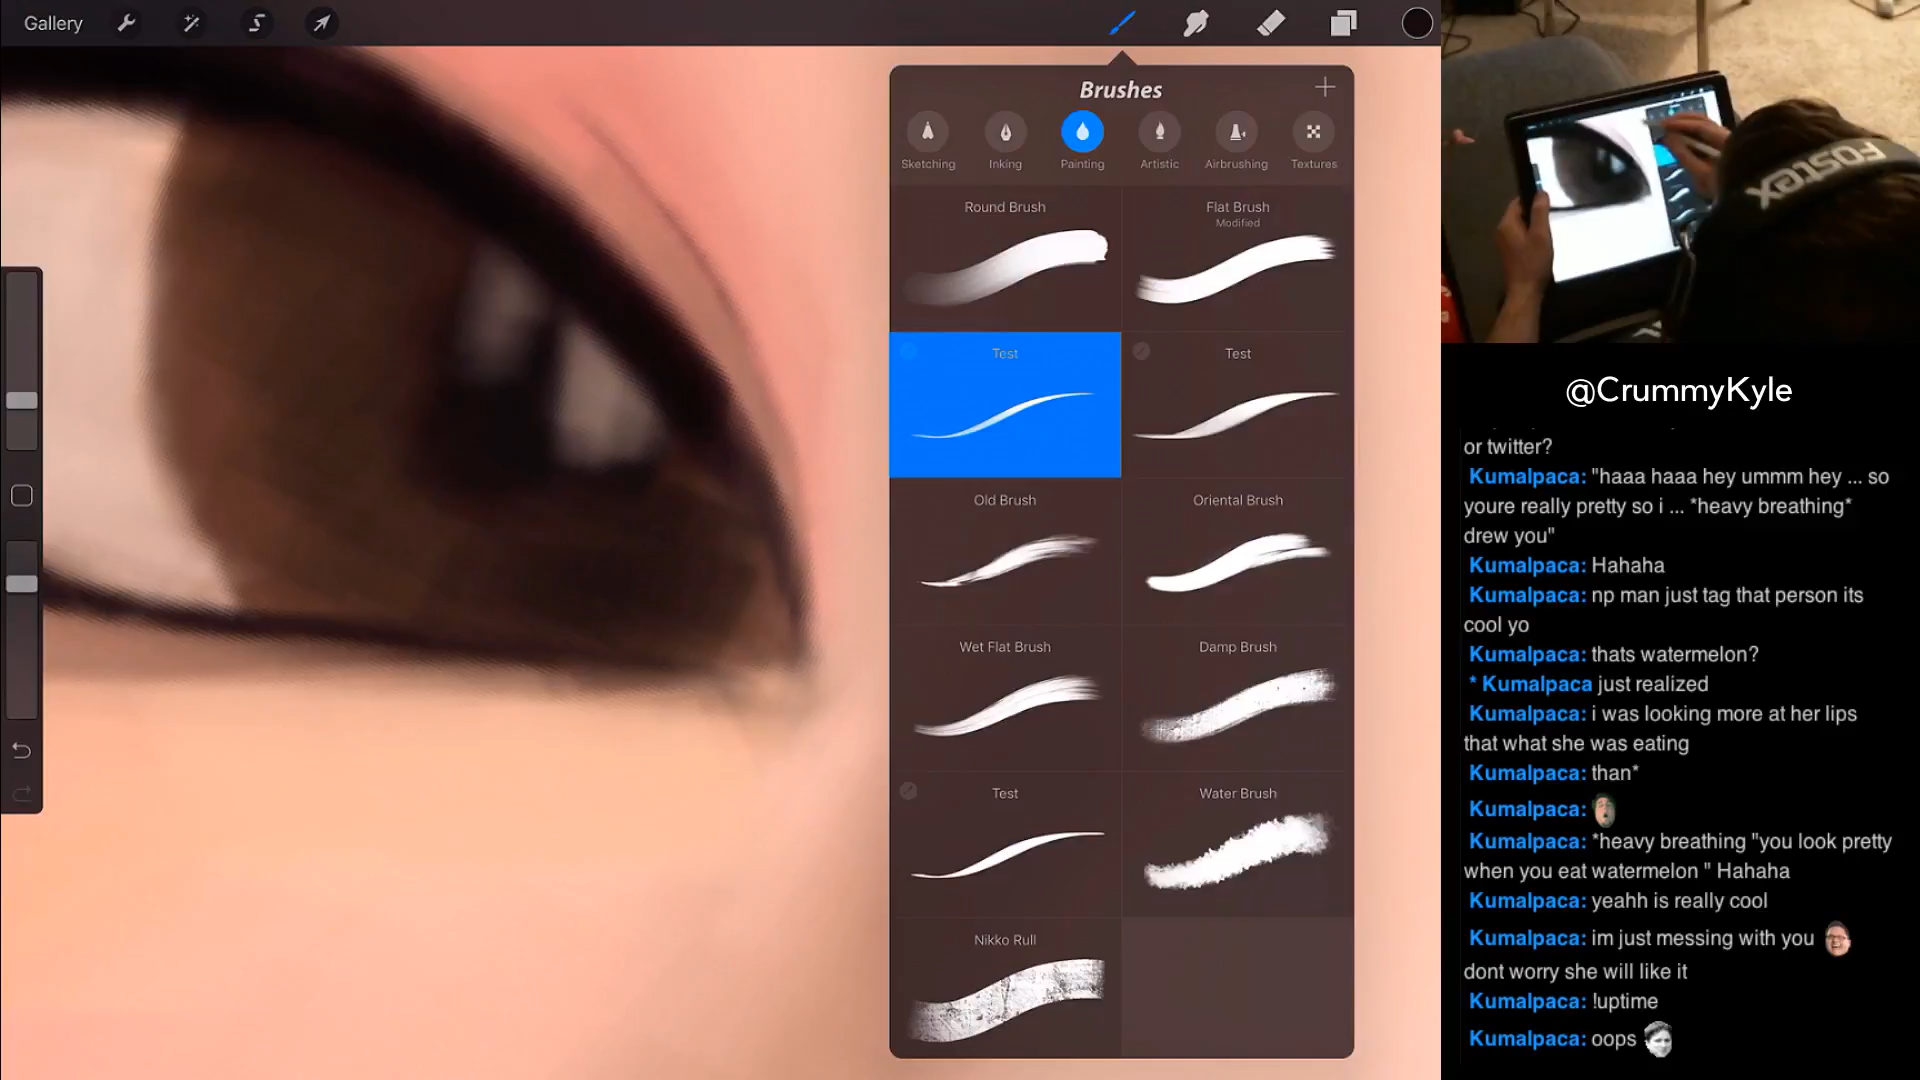 Gallery
Brushes
Sketching Inking Painting Artistic Airbrushing Textures
Round Brush
Flat Brush
Modified
Test
Test
Old Brush
Oriental Brush
Wet Flat Brush
Damp Brush
Test
Water Brush
Nikko Rull
FOSTEX
@CrummyKyle
or twitter?
Kumalpaca: "haaa haaa hey ummm hey ... so
youre really pretty so i ... *heavy breathing*
drew you"
Kumalpaca: Hahaha
Kumalpaca: np man just tag that person its
cool yo
Kumalpaca: thats watermelon?
* Kumalpaca just realized
Kumalpaca: i was looking more at her lips
that what she was eating
Kumalpaca: than*
Kumalpaca:
Kumalpaca: *heavy breathing "you look pretty
when you eat watermelon " Hahaha
Kumalpaca: yeahh is really cool
Kumalpaca: im just messing with you
dont worry she will like it
Kumalpaca: !uptime
Kumalpaca: oops